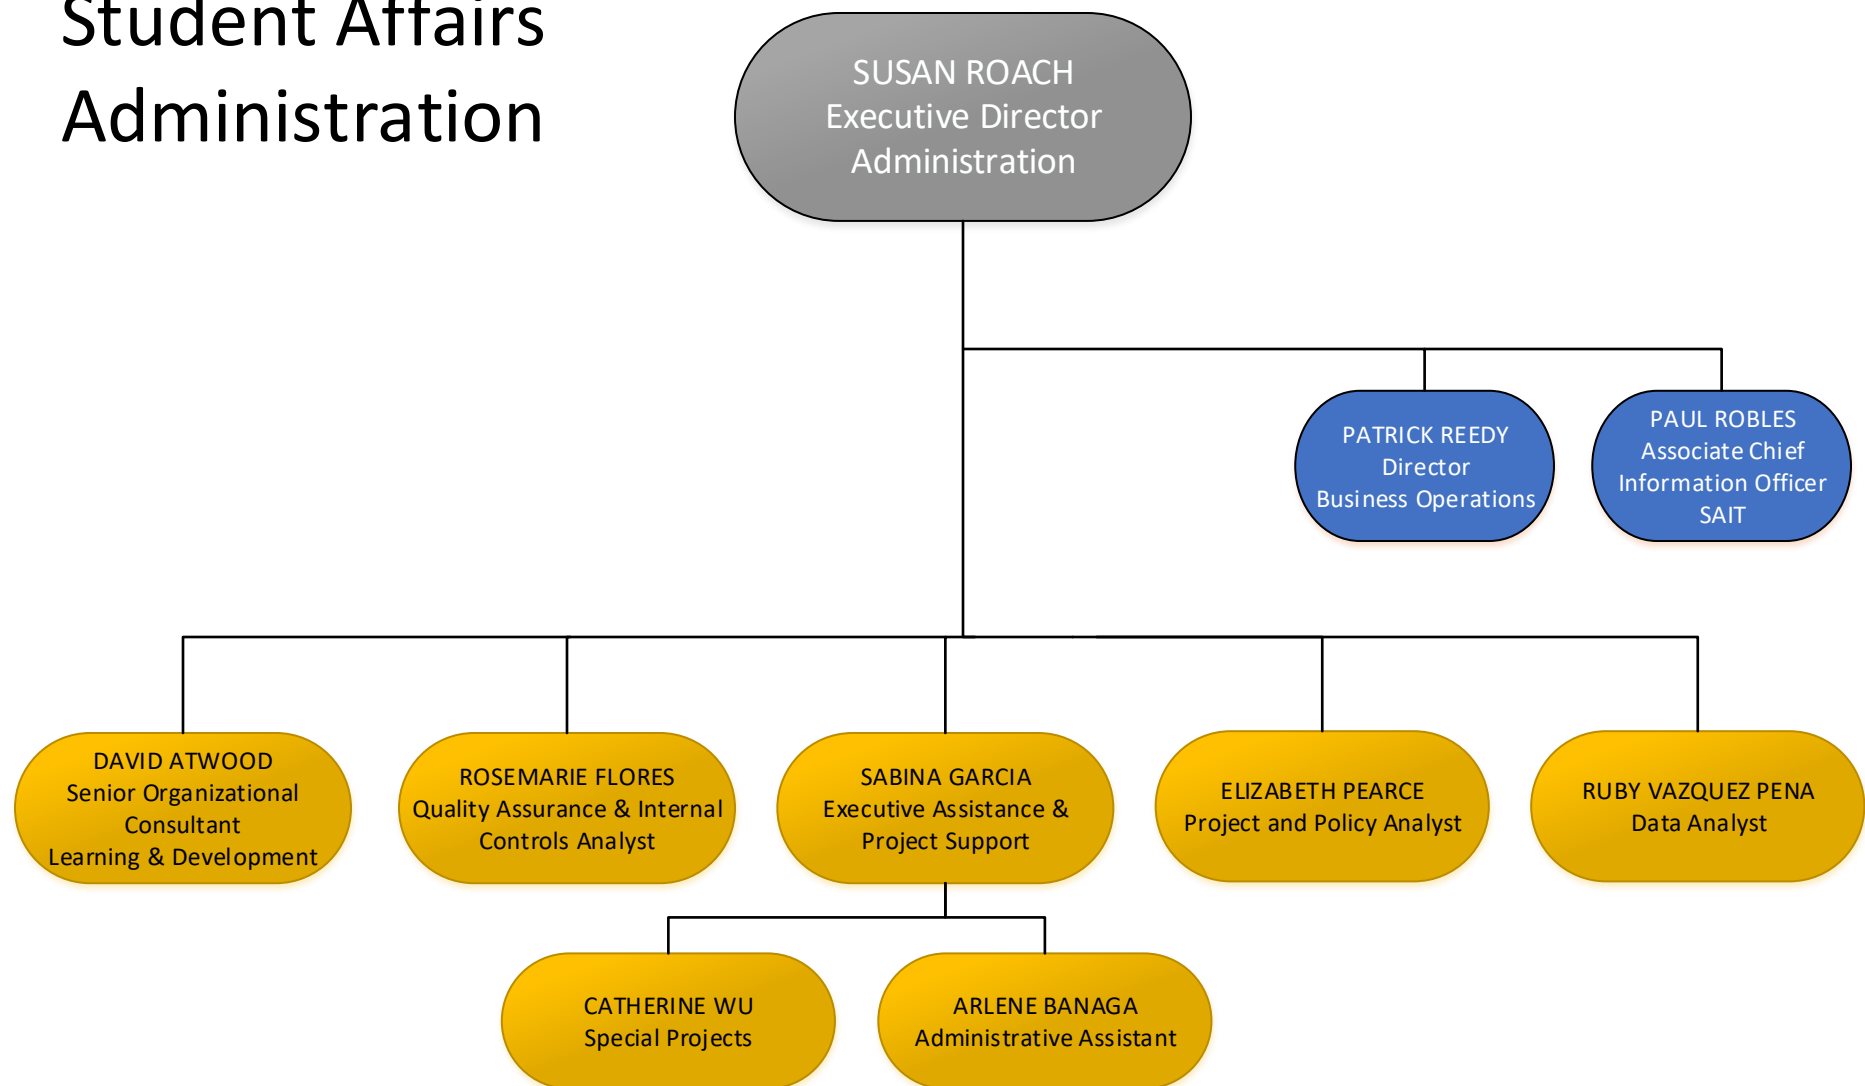 Student Affairs
Administration
SUSAN ROACH
Executive Director
Administration
PATRICK REEDY
Director
Business Operations
PAUL ROBLES
Associate Chief
Information Officer
SAIT
DAVID ATWOOD
Senior Organizational
Consultant
Learning & Development
ROSEMARIE FLORES
Quality Assurance & Internal
Controls Analyst
SABINA GARCIA
Executive Assistance &
Project Support
ELIZABETH PEARCE
Project and Policy Analyst
RUBY VAZQUEZ PENA
Data Analyst
CATHERINE WU
Special Projects
ARLENE BANAGA
Administrative Assistant